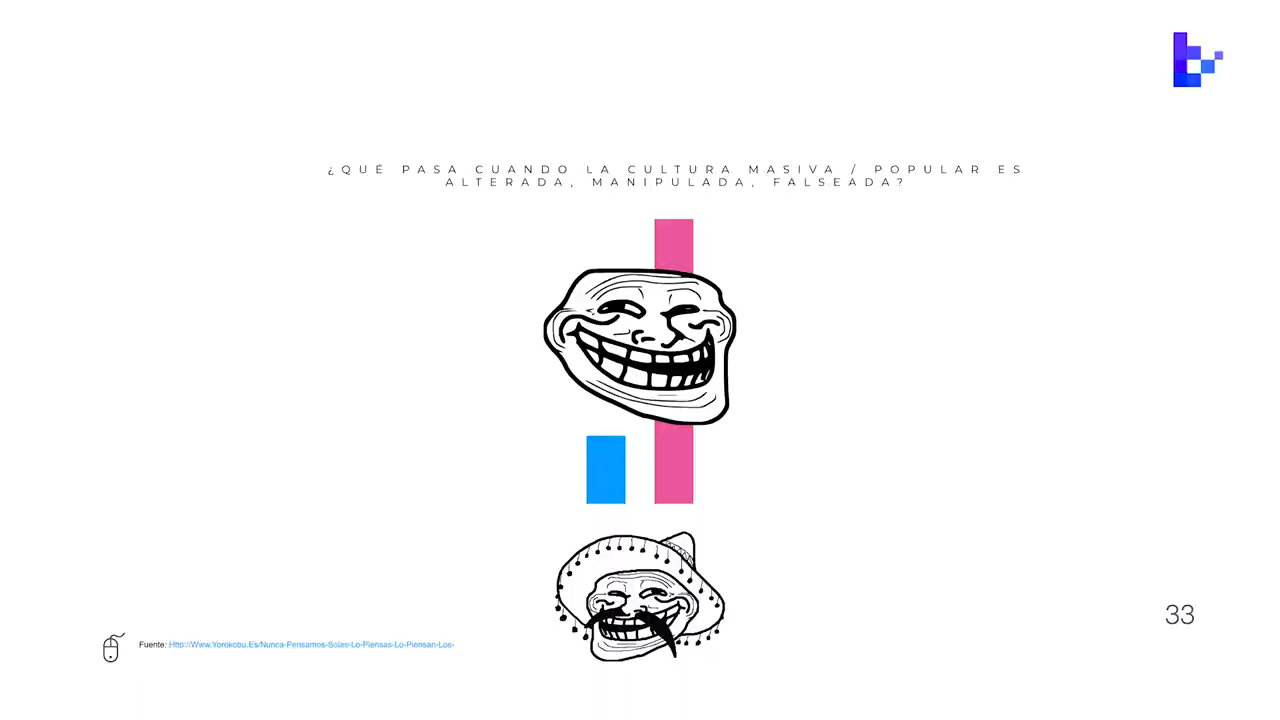 ¿QUÉ PASA CUANDO LA CULTURA MASIVA / POPULAR ES
ALTERADA, MANIPULADA, FALSEADA?
33
Fuente: Http://Www.Yorokobu.Es/Nunca-Pensamos-Solas-Lo-Piensas-Lo-Piensan-Los-